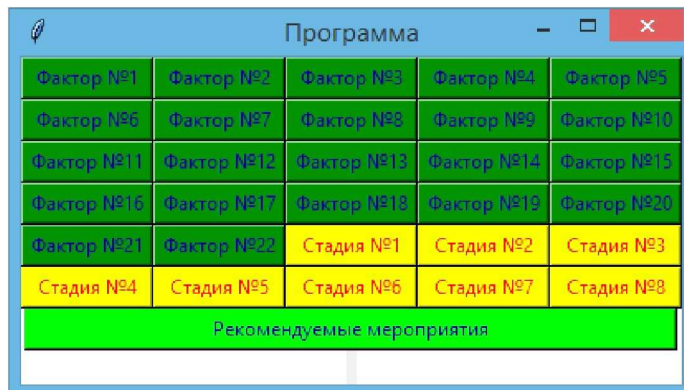 Программа
Фактор №1 Фактор №2 Фактор №3 Фактор №4 Фактор №5
Фактор №6 Фактор №7 Фактор №8 Фактор №9 Фактор №10
Фактор №11 Фактор №12 Фактор №13 Фактор №14 Фактор №15
Фактор №16 Фактор №17 Фактор №18 Фактор №19 Фактор №20
Фактор №21 Фактор №22 Стадия №1 Стадия №2 Стадия №3
Стадия №4 Стадия №5 Стадия №6 Стадия №7 Стадия №8
Рекомендуемые мероприятия